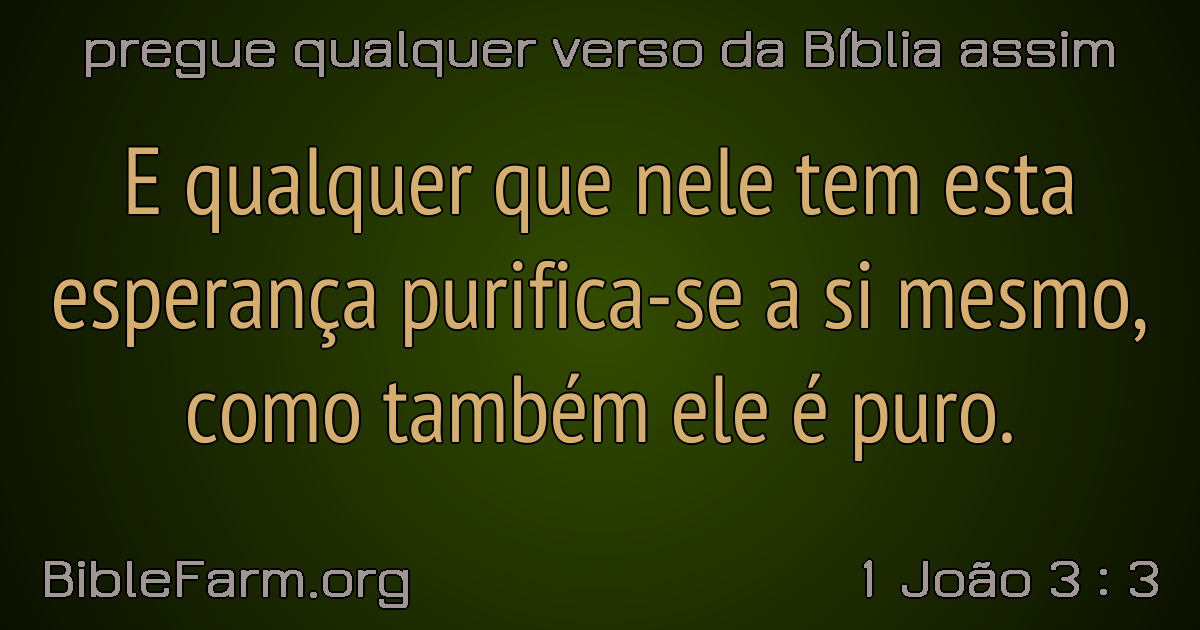 pregue qualquer verso da Bíblia assim
E qualquer que nele tem esta
esperança purifica-se a si mesmo,
como também ele é puro.
BibleFarm.org
1 João 3 : 3